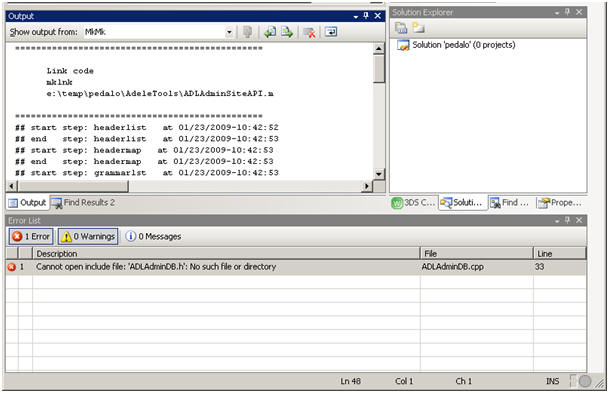 Output
Show output from: MkMk
==============================================
Link code
mklnk
e:\temp\pedalo\AdeleTools\ADLAdminSiteAPI.m
==============================================
## start step: headerlist at 01/23/2009-10:42:52
## end step: headerlist at 01/23/2009-10:42:53
## start step: headermap at 01/23/2009-10:42:53
## end step: headermap at 01/23/2009-10:42:53
## start step: grammarlst at 01/23/2009-10:42:53
Output Find Results 2
Solution Explorer
Solution 'pedalo' (0 projects)
3DS C... Soluti... Find ... Prope...
Error List
1 Error 0 Warnings 0 Messages
Description File Line
1 Cannot open include file: 'ADLAdminDB.h': No such file or directory ADLAdminDB.cpp 33
Ln 48 Col 1 Ch 1 INS